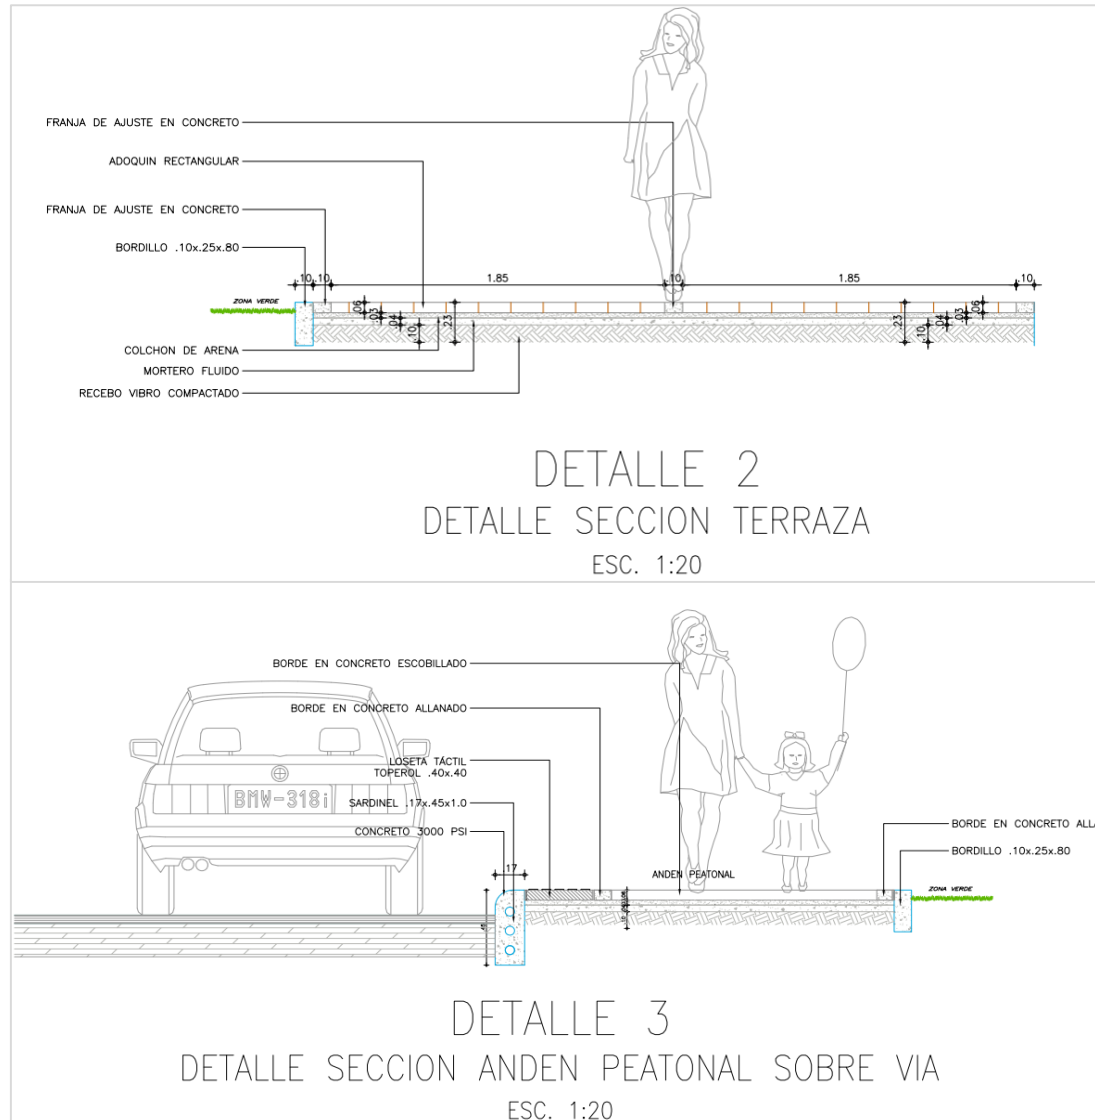 FRANJA DE AJUSTE EN CONCRETO
ADOQUIN RECTANGULAR
FRANJA DE AJUSTE EN CONCRETO
BORDILLO .10x.25x.80
.10 .10 1.85 .10 1.85 .10
ZONA VERDE
.06 .03 .04 .10 .23 .23 .10 .04 .03 .06
COLCHON DE ARENA
MORTERO FLUIDO
RECEBO VIBRO COMPACTADO
DETALLE 2
DETALLE SECCION TERRAZA
ESC. 1:20
BORDE EN CONCRETO ESCOBILLADO
BORDE EN CONCRETO ALLANADO
LOSETA TÁCTIL
TOPEROL .40x.40
BMW-318i
SARDINEL .17x.45x1.0
CONCRETO 3000 PSI
BORDE EN CONCRETO ALLA
BORDILLO .10x.25x.80
.17
ANDEN PEATONAL
ZONA VERDE
DETALLE 3
DETALLE SECCION ANDEN PEATONAL SOBRE VIA
ESC. 1:20